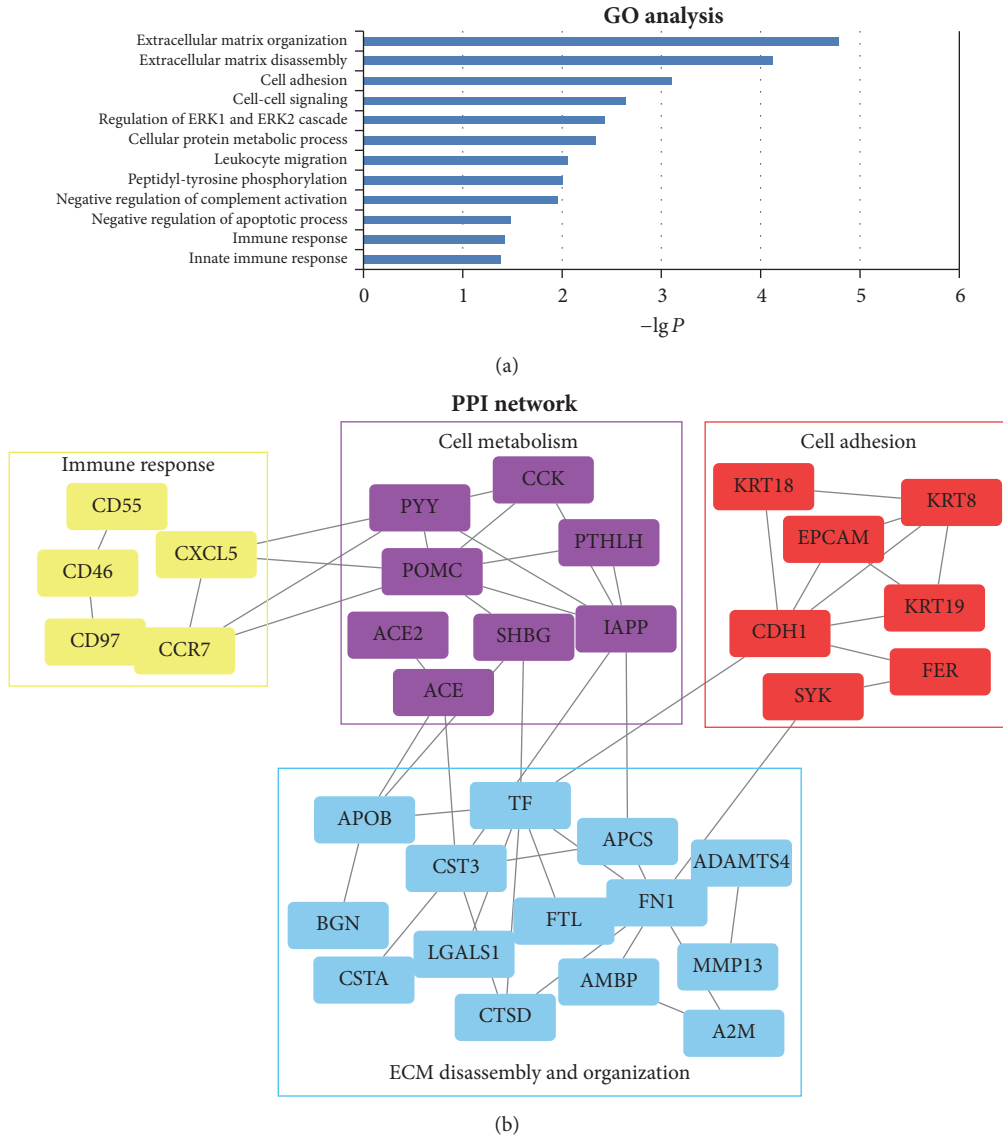 GO analysis
Extracellular matrix organization
Extracellular matrix disassembly
Cell adhesion
Cell-cell signaling
Regulation of ERK1 and ERK2 cascade
Cellular protein metabolic process
Leukocyte migration
Peptidyl-tyrosine phosphorylation
Negative regulation of complement activation
Negative regulation of apoptotic process
Immune response
Innate immune response
0 1 2 3 4 5 6
−lg P
(a)
PPI network
Immune response
CD55
CXCL5
CD46
CD97
CCR7
Cell metabolism
CCK
PYY
PTHLH
POMC
ACE2
SHBG
IAPP
ACE
Cell adhesion
KRT18
KRT8
EPCAM
KRT19
CDH1
FER
SYK
TF
APOB
APCS
CST3
ADAMTS4
FN1
BGN
FTL
LGALS1
MMP13
CSTA
AMBP
CTSD
A2M
ECM disassembly and organization
(b)